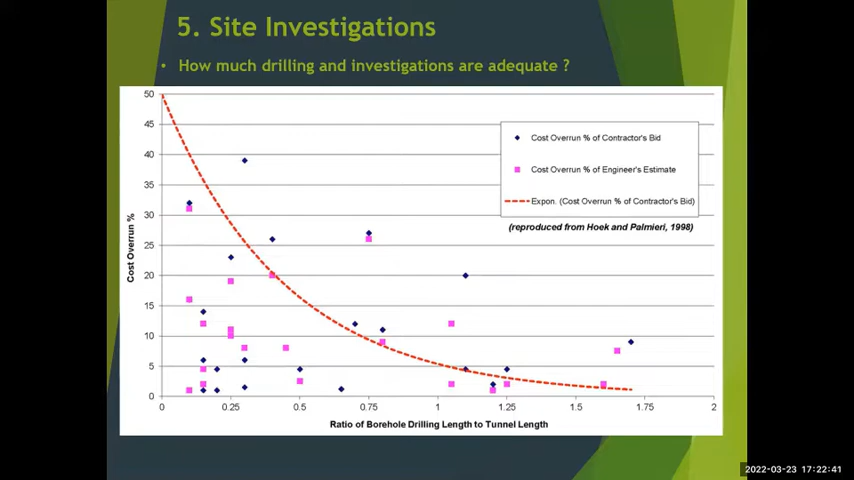 5. Site Investigations
• How much drilling and investigations are adequate ?
50
45
40
35
30
25
20
15
10
5
0
Cost Overrun %
Cost Overrun % of Contractor's Bid
Cost Overrun % of Engineer's Estimate
Expon. (Cost Overrun % of Contractor's Bid)
(reproduced from Hoek and Palmieri, 1998)
0 0.25 0.5 0.75 1 1.25 1.5 1.75 2
Ratio of Borehole Drilling Length to Tunnel Length
2022-03-23 17:22:41